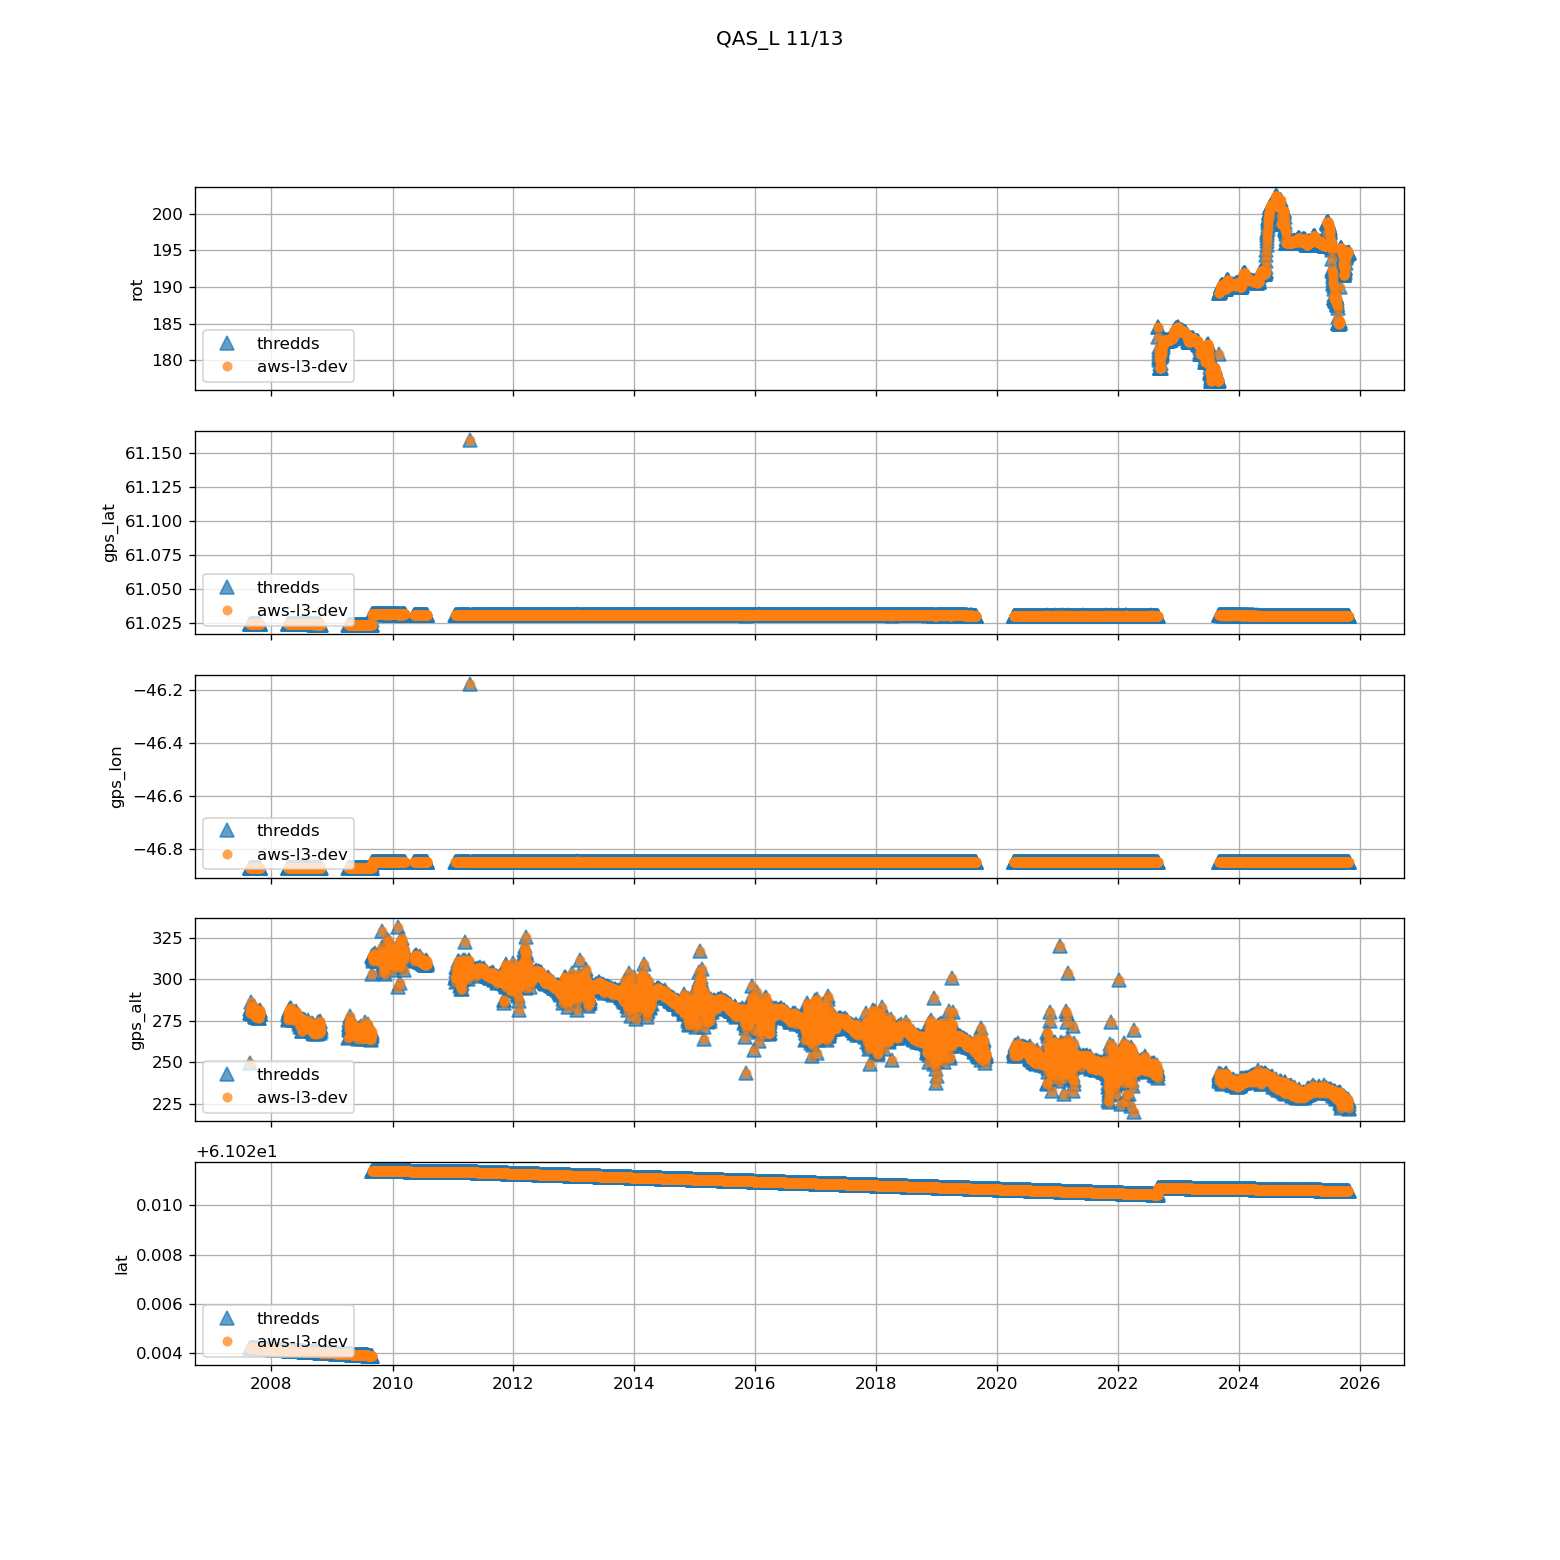 QAS_L 11/13
200
195
190
185
180
rot
thredds
aws-l3-dev
61.150
61.125
61.100
61.075
61.050
61.025
gps_lat
thredds
aws-l3-dev
−46.2
−46.4
−46.6
−46.8
gps_lon
thredds
aws-l3-dev
325
300
275
250
225
gps_alt
thredds
aws-l3-dev
+6.102e1
0.010
0.008
0.006
0.004
lat
thredds
aws-l3-dev
2008 2010 2012 2014 2016 2018 2020 2022 2024 2026